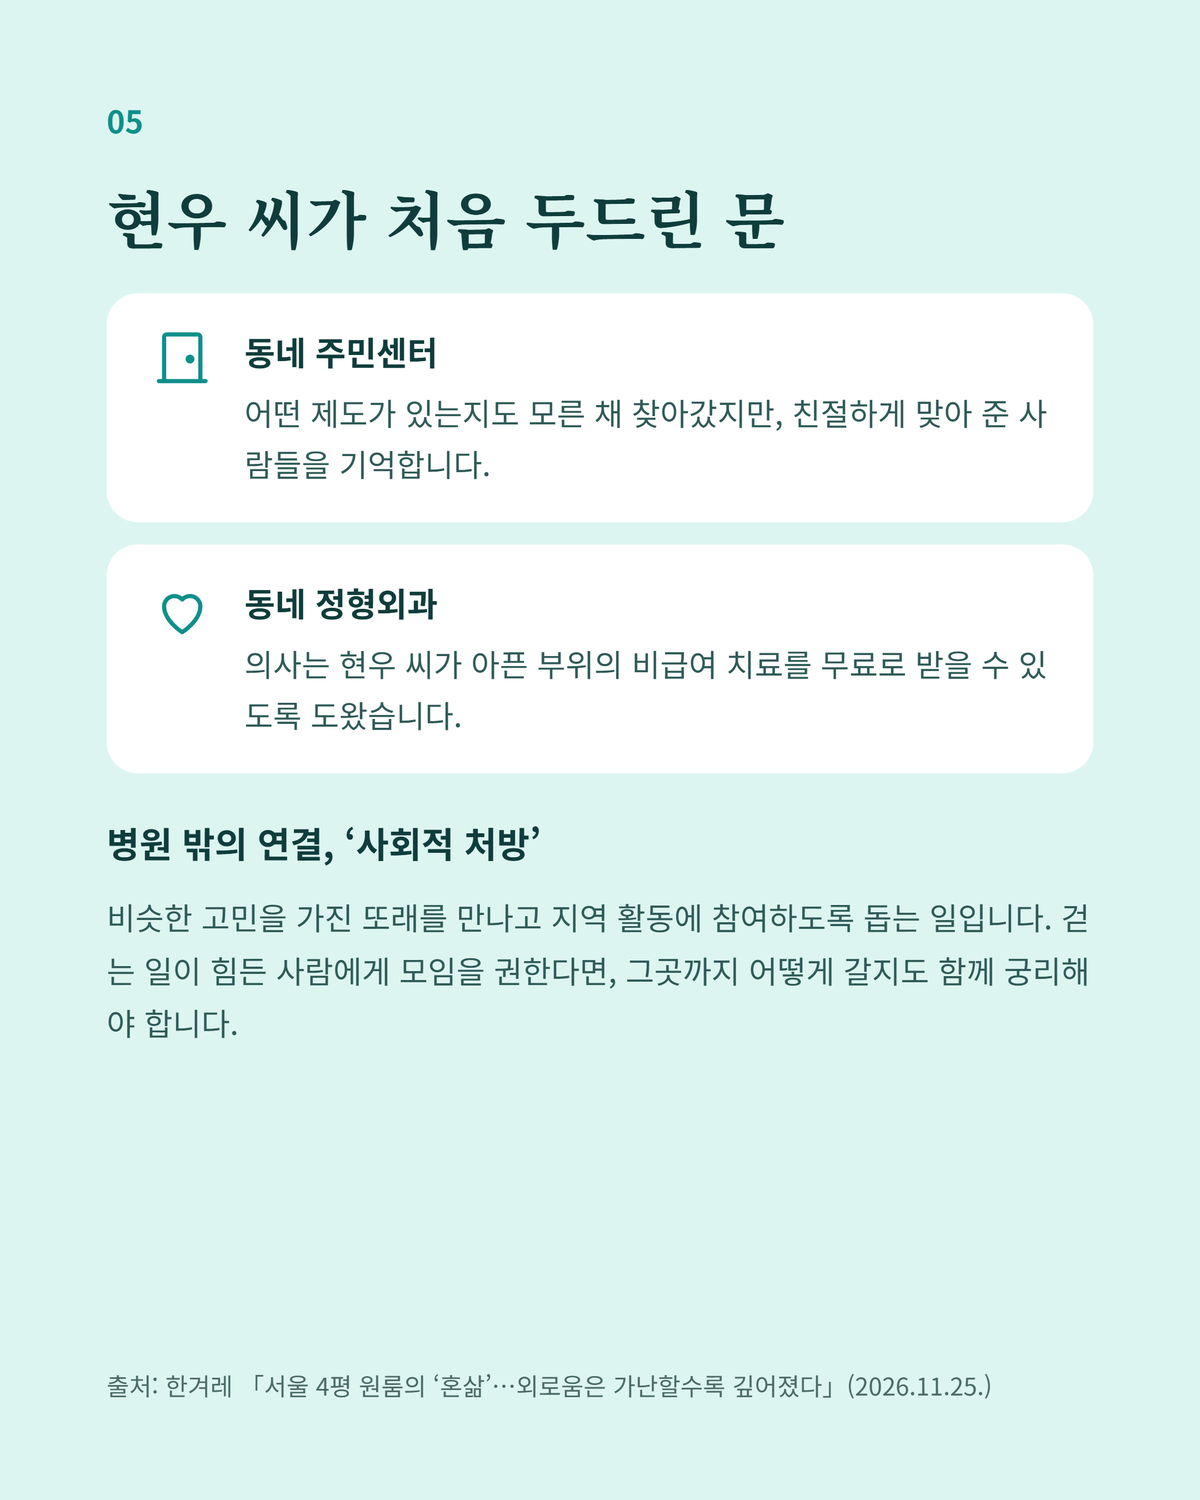 05
현우 씨가 처음 두드린 문
동네 주민센터
어떤 제도가 있는지도 모른 채 찾아갔지만, 친절하게 맞아 준 사
람들을 기억합니다.
동네 정형외과
의사는 현우 씨가 아픈 부위의 비급여 치료를 무료로 받을 수 있
도록 도왔습니다.
병원 밖의 연결, ‘사회적 처방’
비슷한 고민을 가진 또래를 만나고 지역 활동에 참여하도록 돕는 일입니다. 걷
는 일이 힘든 사람에게 모임을 권한다면, 그곳까지 어떻게 갈지도 함께 궁리해
야 합니다.
출처: 한겨레 「서울 4평 원룸의 ‘혼삶’…외로움은 가난할수록 깊어졌다」(2026.11.25.)